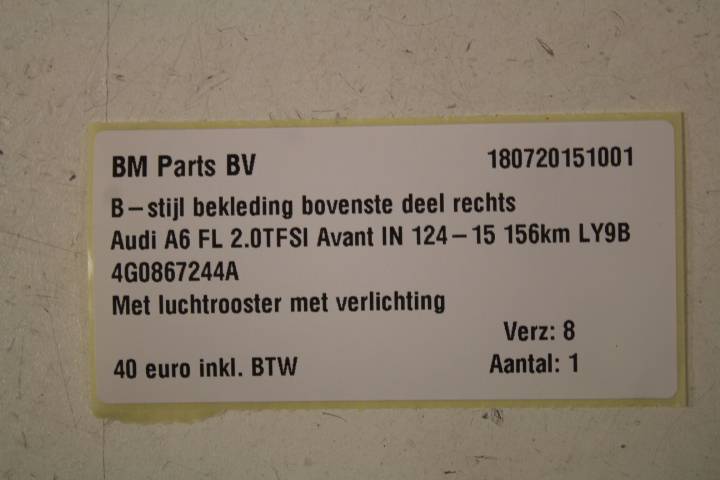 BM Parts BV 180720151001
B-stijl bekleding bovenste deel rechts
Audi A6 FL 2.0TFSI Avant IN 124-15 156km LY9B
4G0867244A
Met luchtrooster met verlichting
Verz: 8
40 euro inkl. BTW Aantal: 1